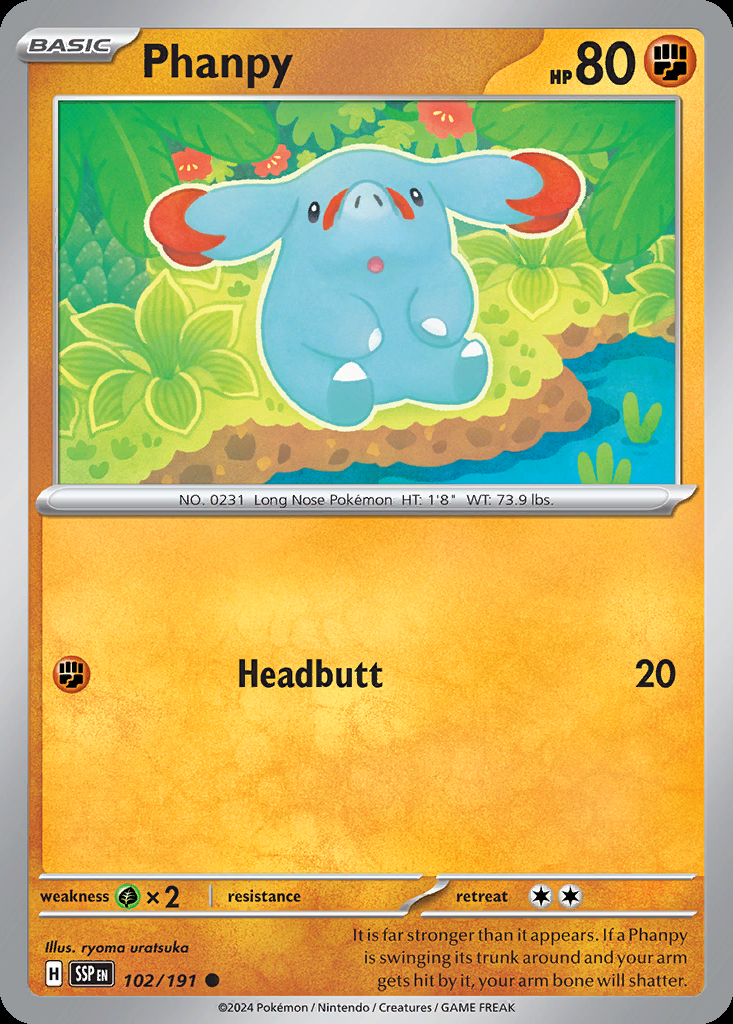 BASIC Phanpy HP 80
NO. 0231 Long Nose Pokémon HT: 1'8" WT: 73.9 lbs.
Headbutt 20
weakness ×2 resistance retreat
Illus. ryoma uratsuka
H SSP EN 102/191
It is far stronger than it appears. If a Phanpy
is swinging its trunk around and your arm
gets hit by it, your arm bone will shatter.
©2024 Pokémon / Nintendo / Creatures / GAME FREAK